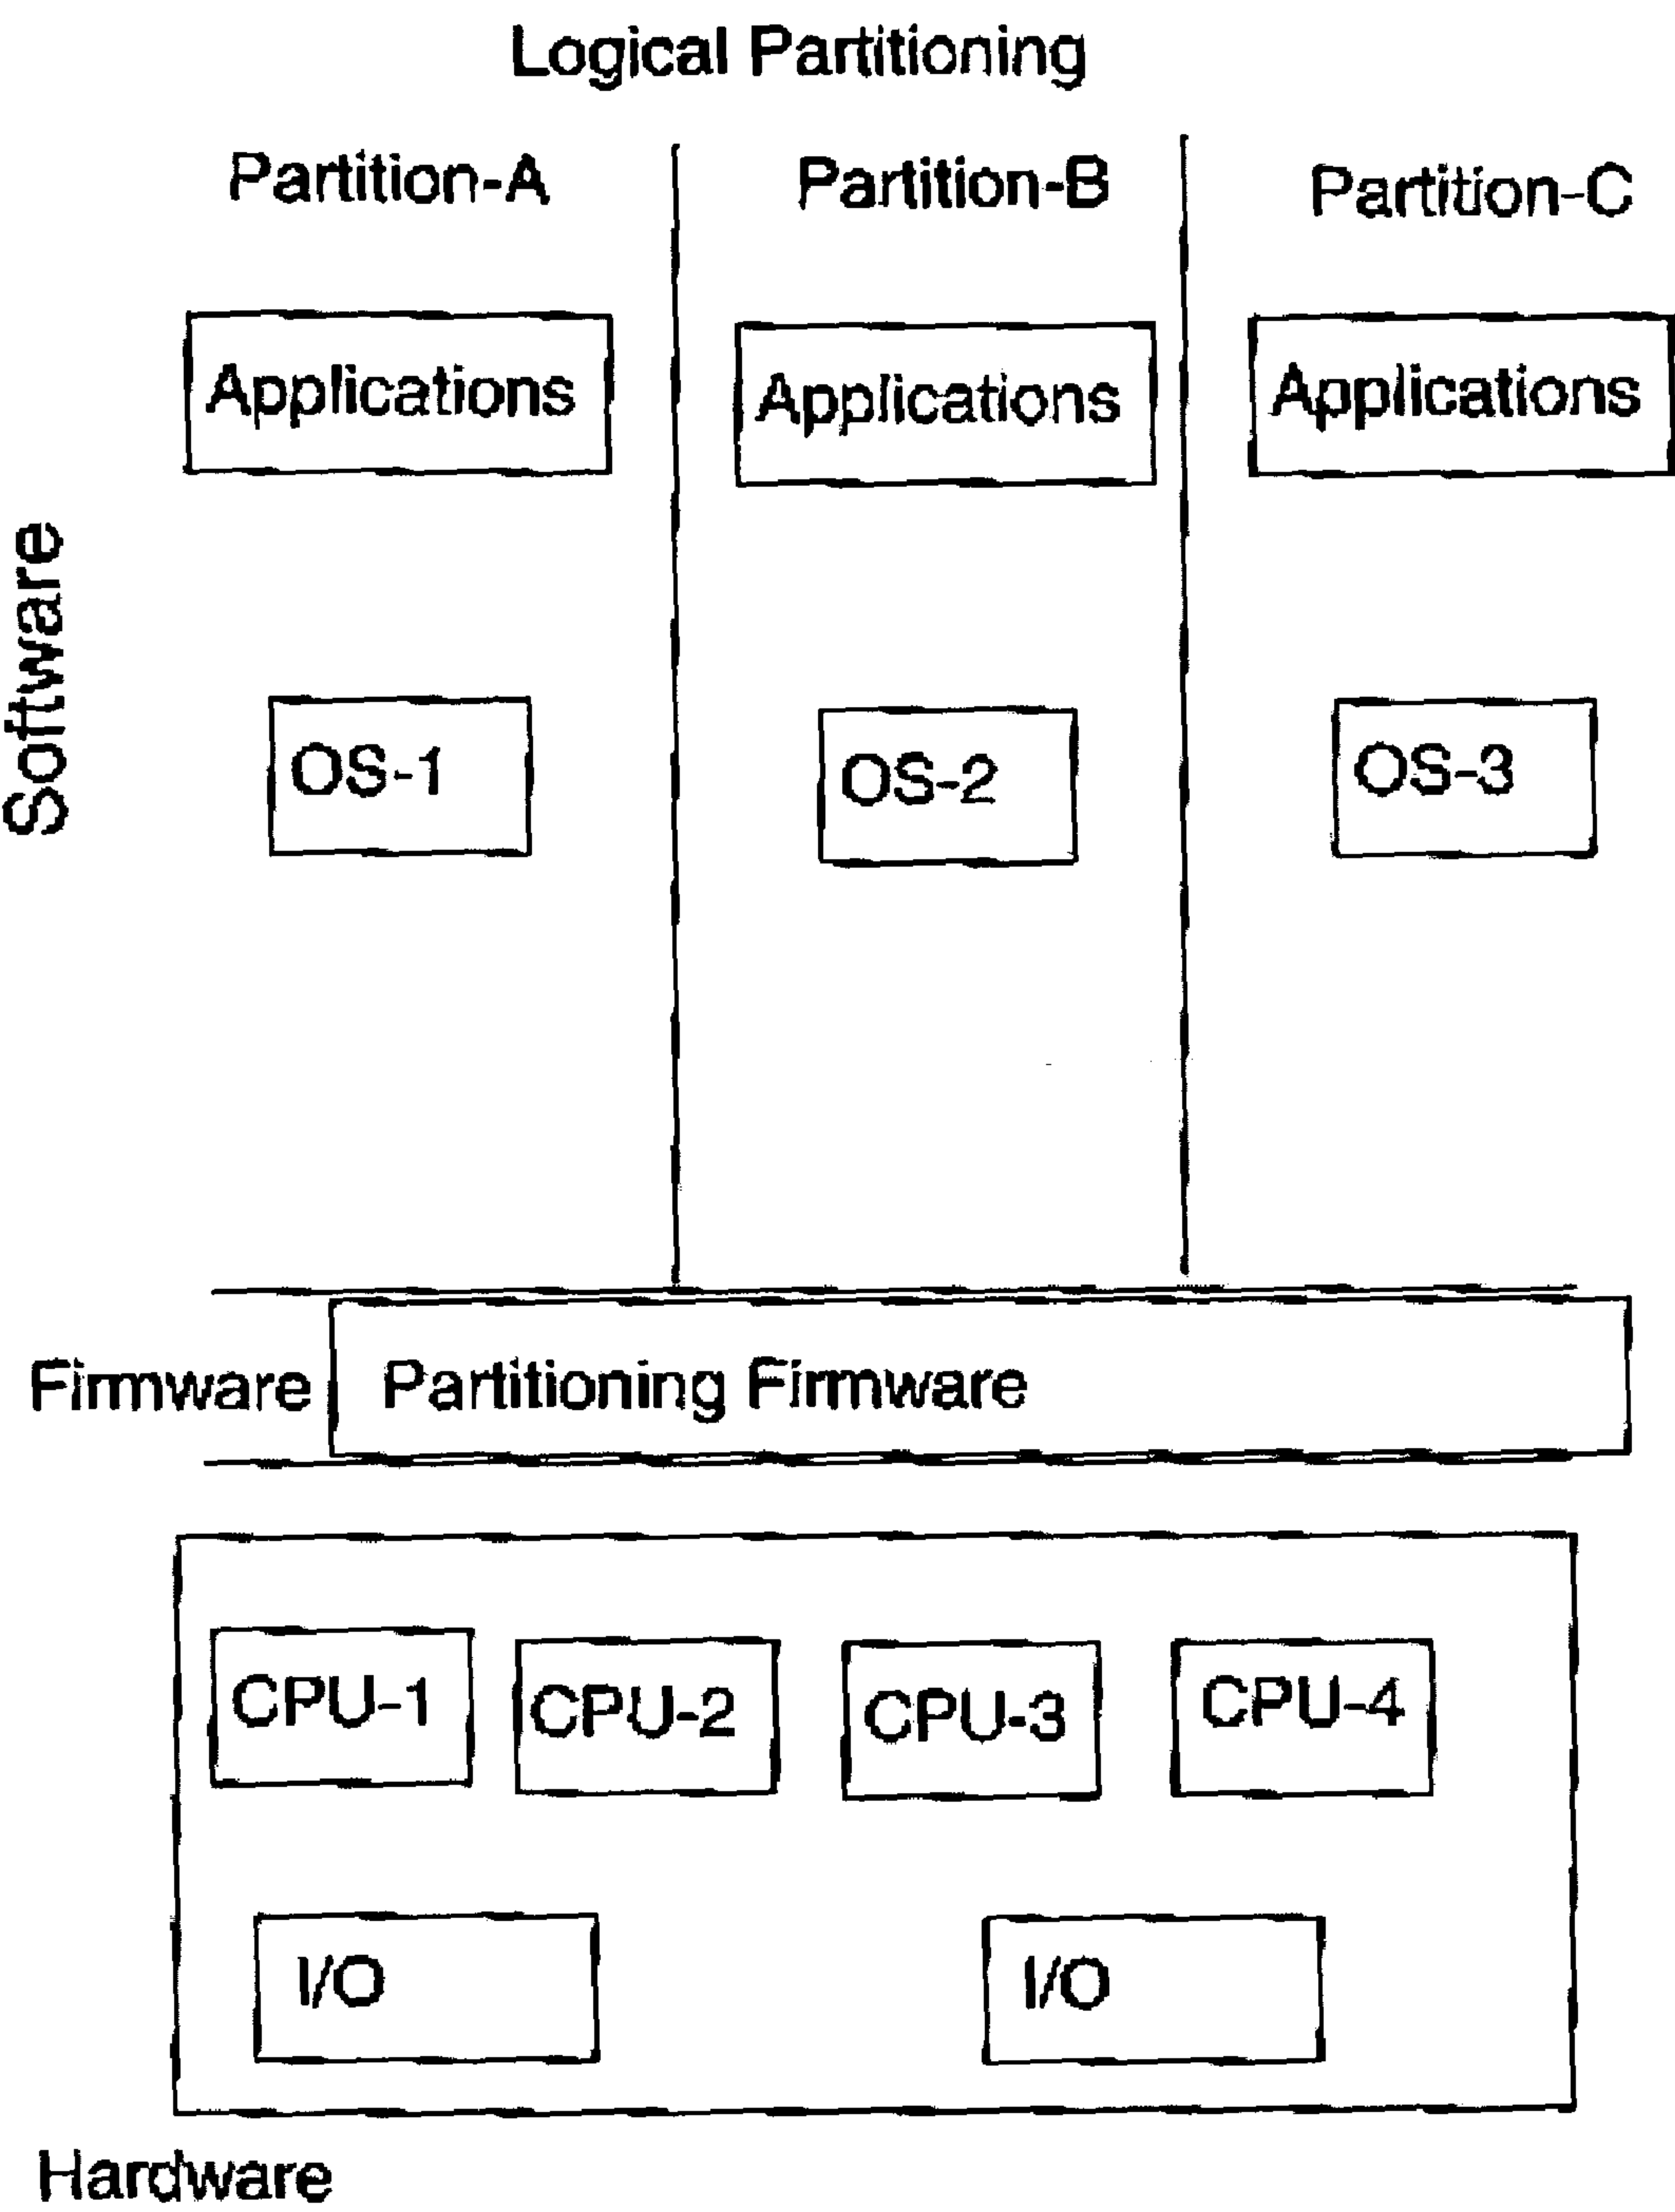 Logical Partitioning
Partition-A Partition-B Partition-C
Applications Applications Applications
Software
OS-1 OS-2 OS-3
Firmware Partitioning Firmware
CPU-1 CPU-2 CPU-3 CPU-4
I/O I/O
Hardware